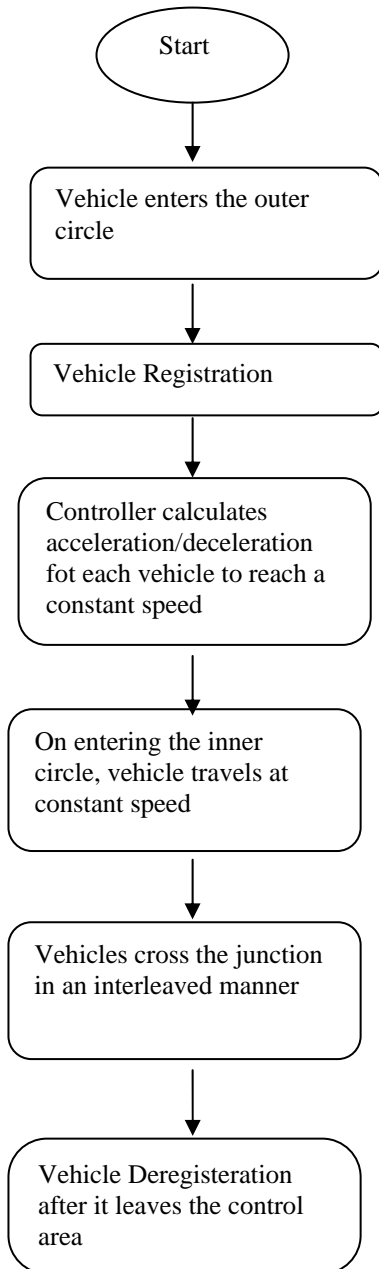 Start
Vehicle enters the outer
circle
Vehicle Registration
Controller calculates
acceleration/deceleration
fot each vehicle to reach a
constant speed
On entering the inner
circle, vehicle travels at
constant speed
Vehicles cross the junction
in an interleaved manner
Vehicle Deregisteration
after it leaves the control
area